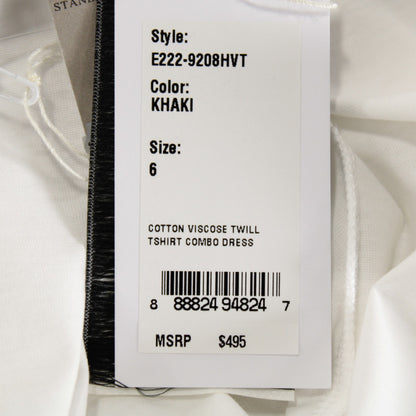 STAN
Style:
E222-9208HVT
Color:
KHAKI
Size:
6
COTTON VISCOSE TWILL
TSHIRT COMBO DRESS
8 88824 94824 7
MSRP $495